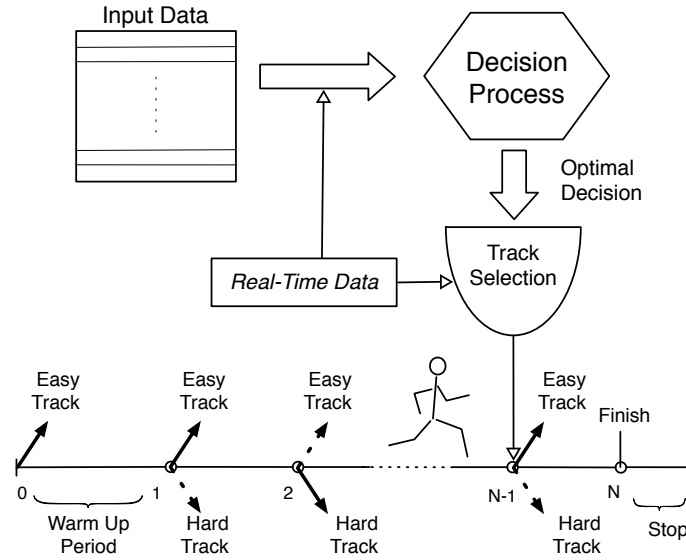 Input Data
Decision
Process
Optimal
Decision
Real-Time Data
Track
Selection
Easy
Track
Easy
Track
Easy
Track
Easy
Track
Finish
0
1
2
N-1
N
Warm Up
Period
Hard
Track
Hard
Track
Hard
Track
Stop